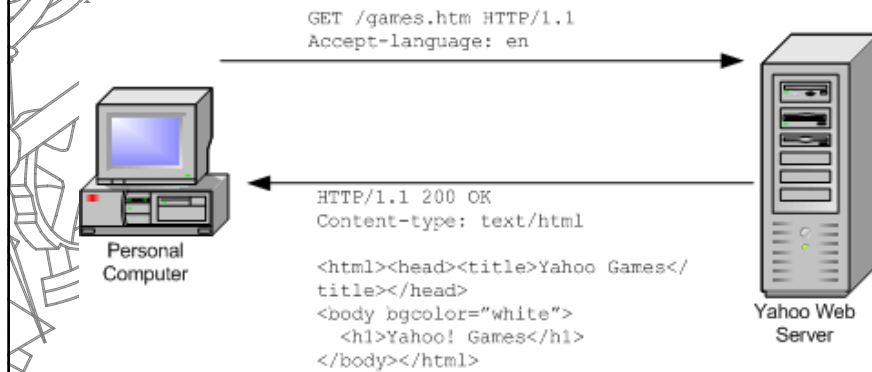 GET /games.htm HTTP/1.1
Accept-language: en
HTTP/1.1 200 OK
Content-type: text/html
<html><head><title>Yahoo Games</
title></head>
<body bgcolor="white">
<h1>Yahoo! Games</h1>
</body></html>
Personal
Computer
Yahoo Web
Server